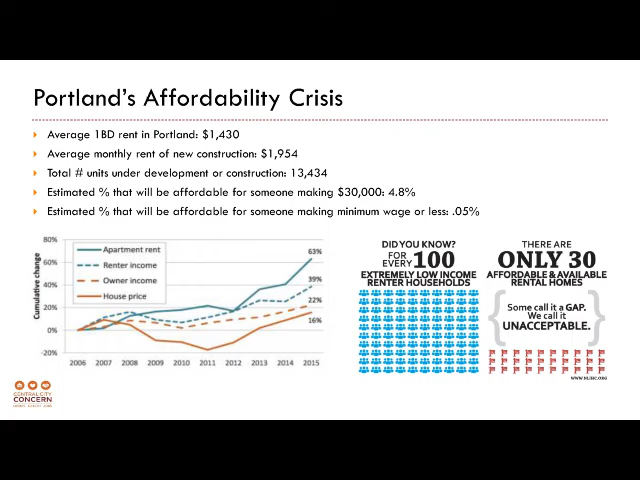 Portland's Affordability Crisis
Average 1BD rent in Portland: $1,430
Average monthly rent of new construction: $1,954
Total # units under development or construction: 13,434
Estimated % that will be affordable for someone making $30,000: 4.8%
Estimated % that will be affordable for someone making minimum wage or less: .05%
Cumulative change
80%
60%
40%
20%
0%
-20%
Apartment rent
Renter income
Owner income
House price
63%
39%
22%
16%
2006 2007 2008 2009 2010 2011 2012 2013 2014 2015
DID YOU KNOW?
FOR EVERY 100
EXTREMELY LOW INCOME
RENTER HOUSEHOLDS
THERE ARE
ONLY 30
AFFORDABLE & AVAILABLE
RENTAL HOMES
Some call it a GAP.
We call it
UNACCEPTABLE.
WWW.NLIHC.ORG
CENTRAL CITY
CONCERN